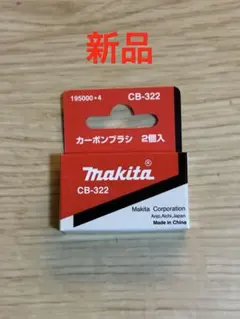 新品
195000-4 CB-322
カーボンブラシ 2個入
makita®
CB-322
Makita Corporation
Anjo, Aichi, Japan
Made in China